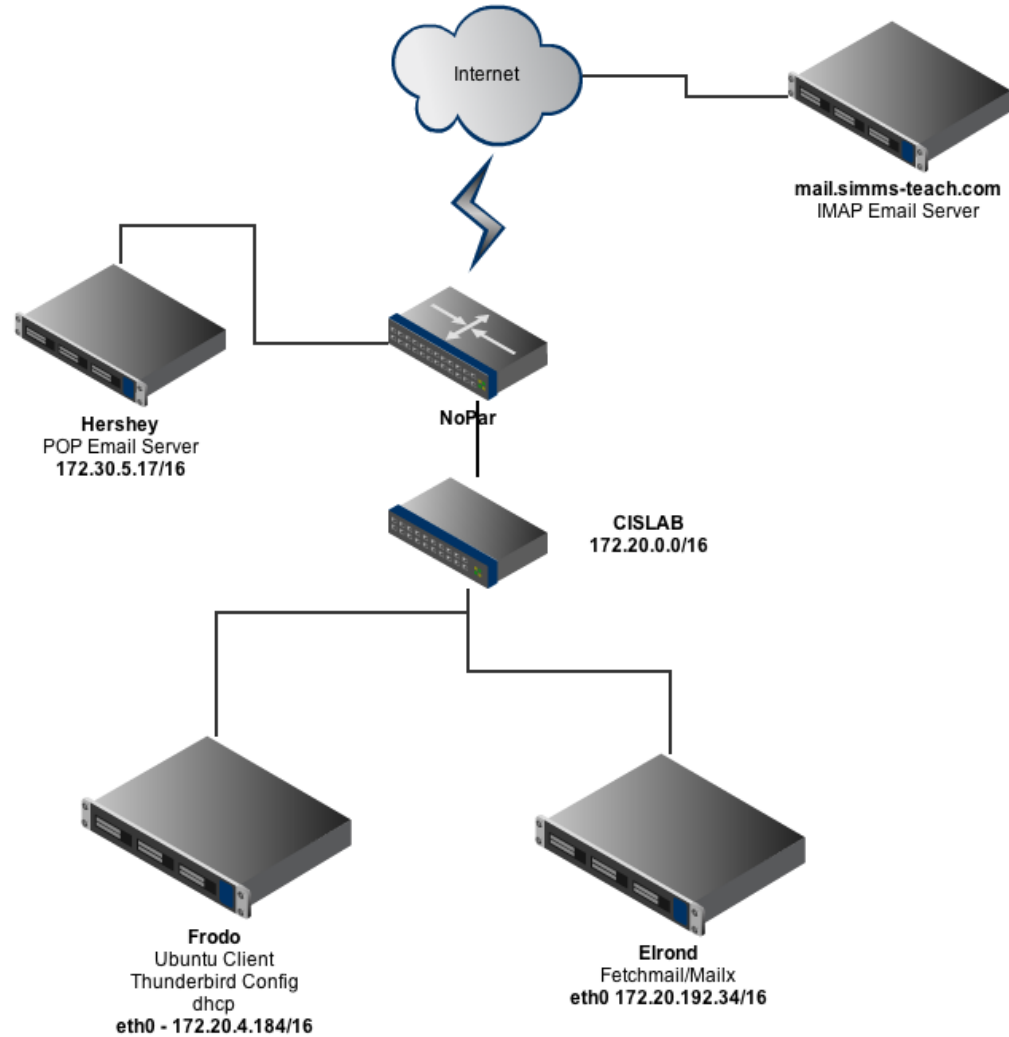 Internet
mail.simms-teach.com
IMAP Email Server
Hershey
POP Email Server
172.30.5.17/16
NoPar
CISLAB
172.20.0.0/16
Frodo
Ubuntu Client
Thunderbird Config
dhcp
eth0 - 172.20.4.184/16
Elrond
Fetchmail/Mailx
eth0 172.20.192.34/16